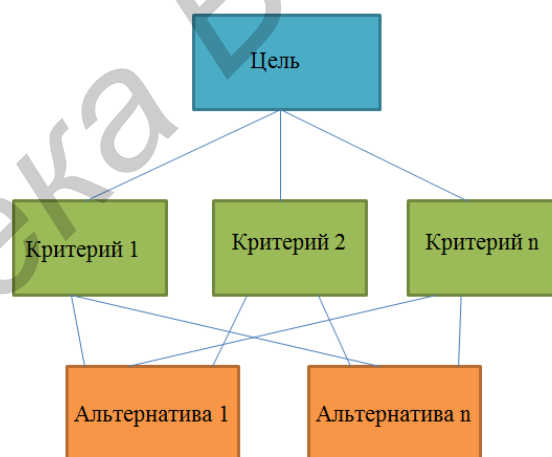 Цель
Критерий 1
Критерий 2
Критерий n
Альтернатива 1
Альтернатива n